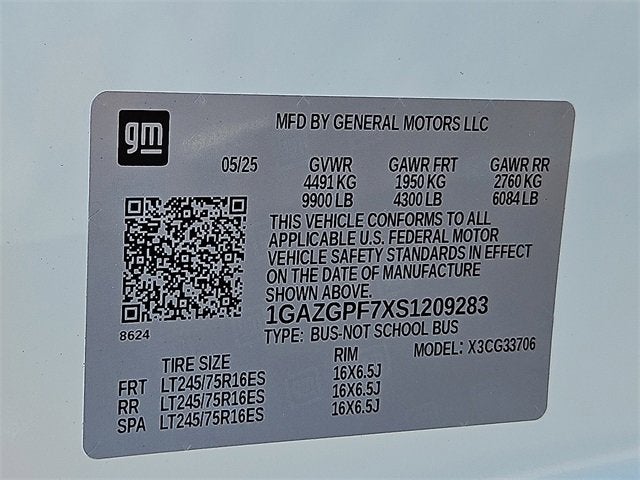 gm
MFD BY GENERAL MOTORS LLC
05/25 GVWR GAWR FRT GAWR RR
4491 KG 1950 KG 2760 KG
9900 LB 4300 LB 6084 LB
THIS VEHICLE CONFORMS TO ALL
APPLICABLE U.S. FEDERAL MOTOR
VEHICLE SAFETY STANDARDS IN EFFECT
ON THE DATE OF MANUFACTURE
SHOWN ABOVE.
1GAZGPF7XS1209283
8624
TYPE: BUS-NOT SCHOOL BUS
MODEL: X3CG33706
TIRE SIZE RIM
FRT LT245/75R16ES 16X6.5J
RR LT245/75R16ES 16X6.5J
SPA LT245/75R16ES 16X6.5J